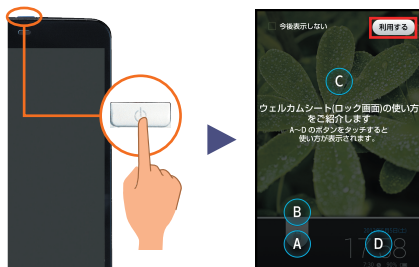 今後表示しない
利用する
C
ウェルカムシート(ロック画面)の使い方
をご紹介します
A~Dのボタンをタッチすると
使い方が表示されます。
B
A
D